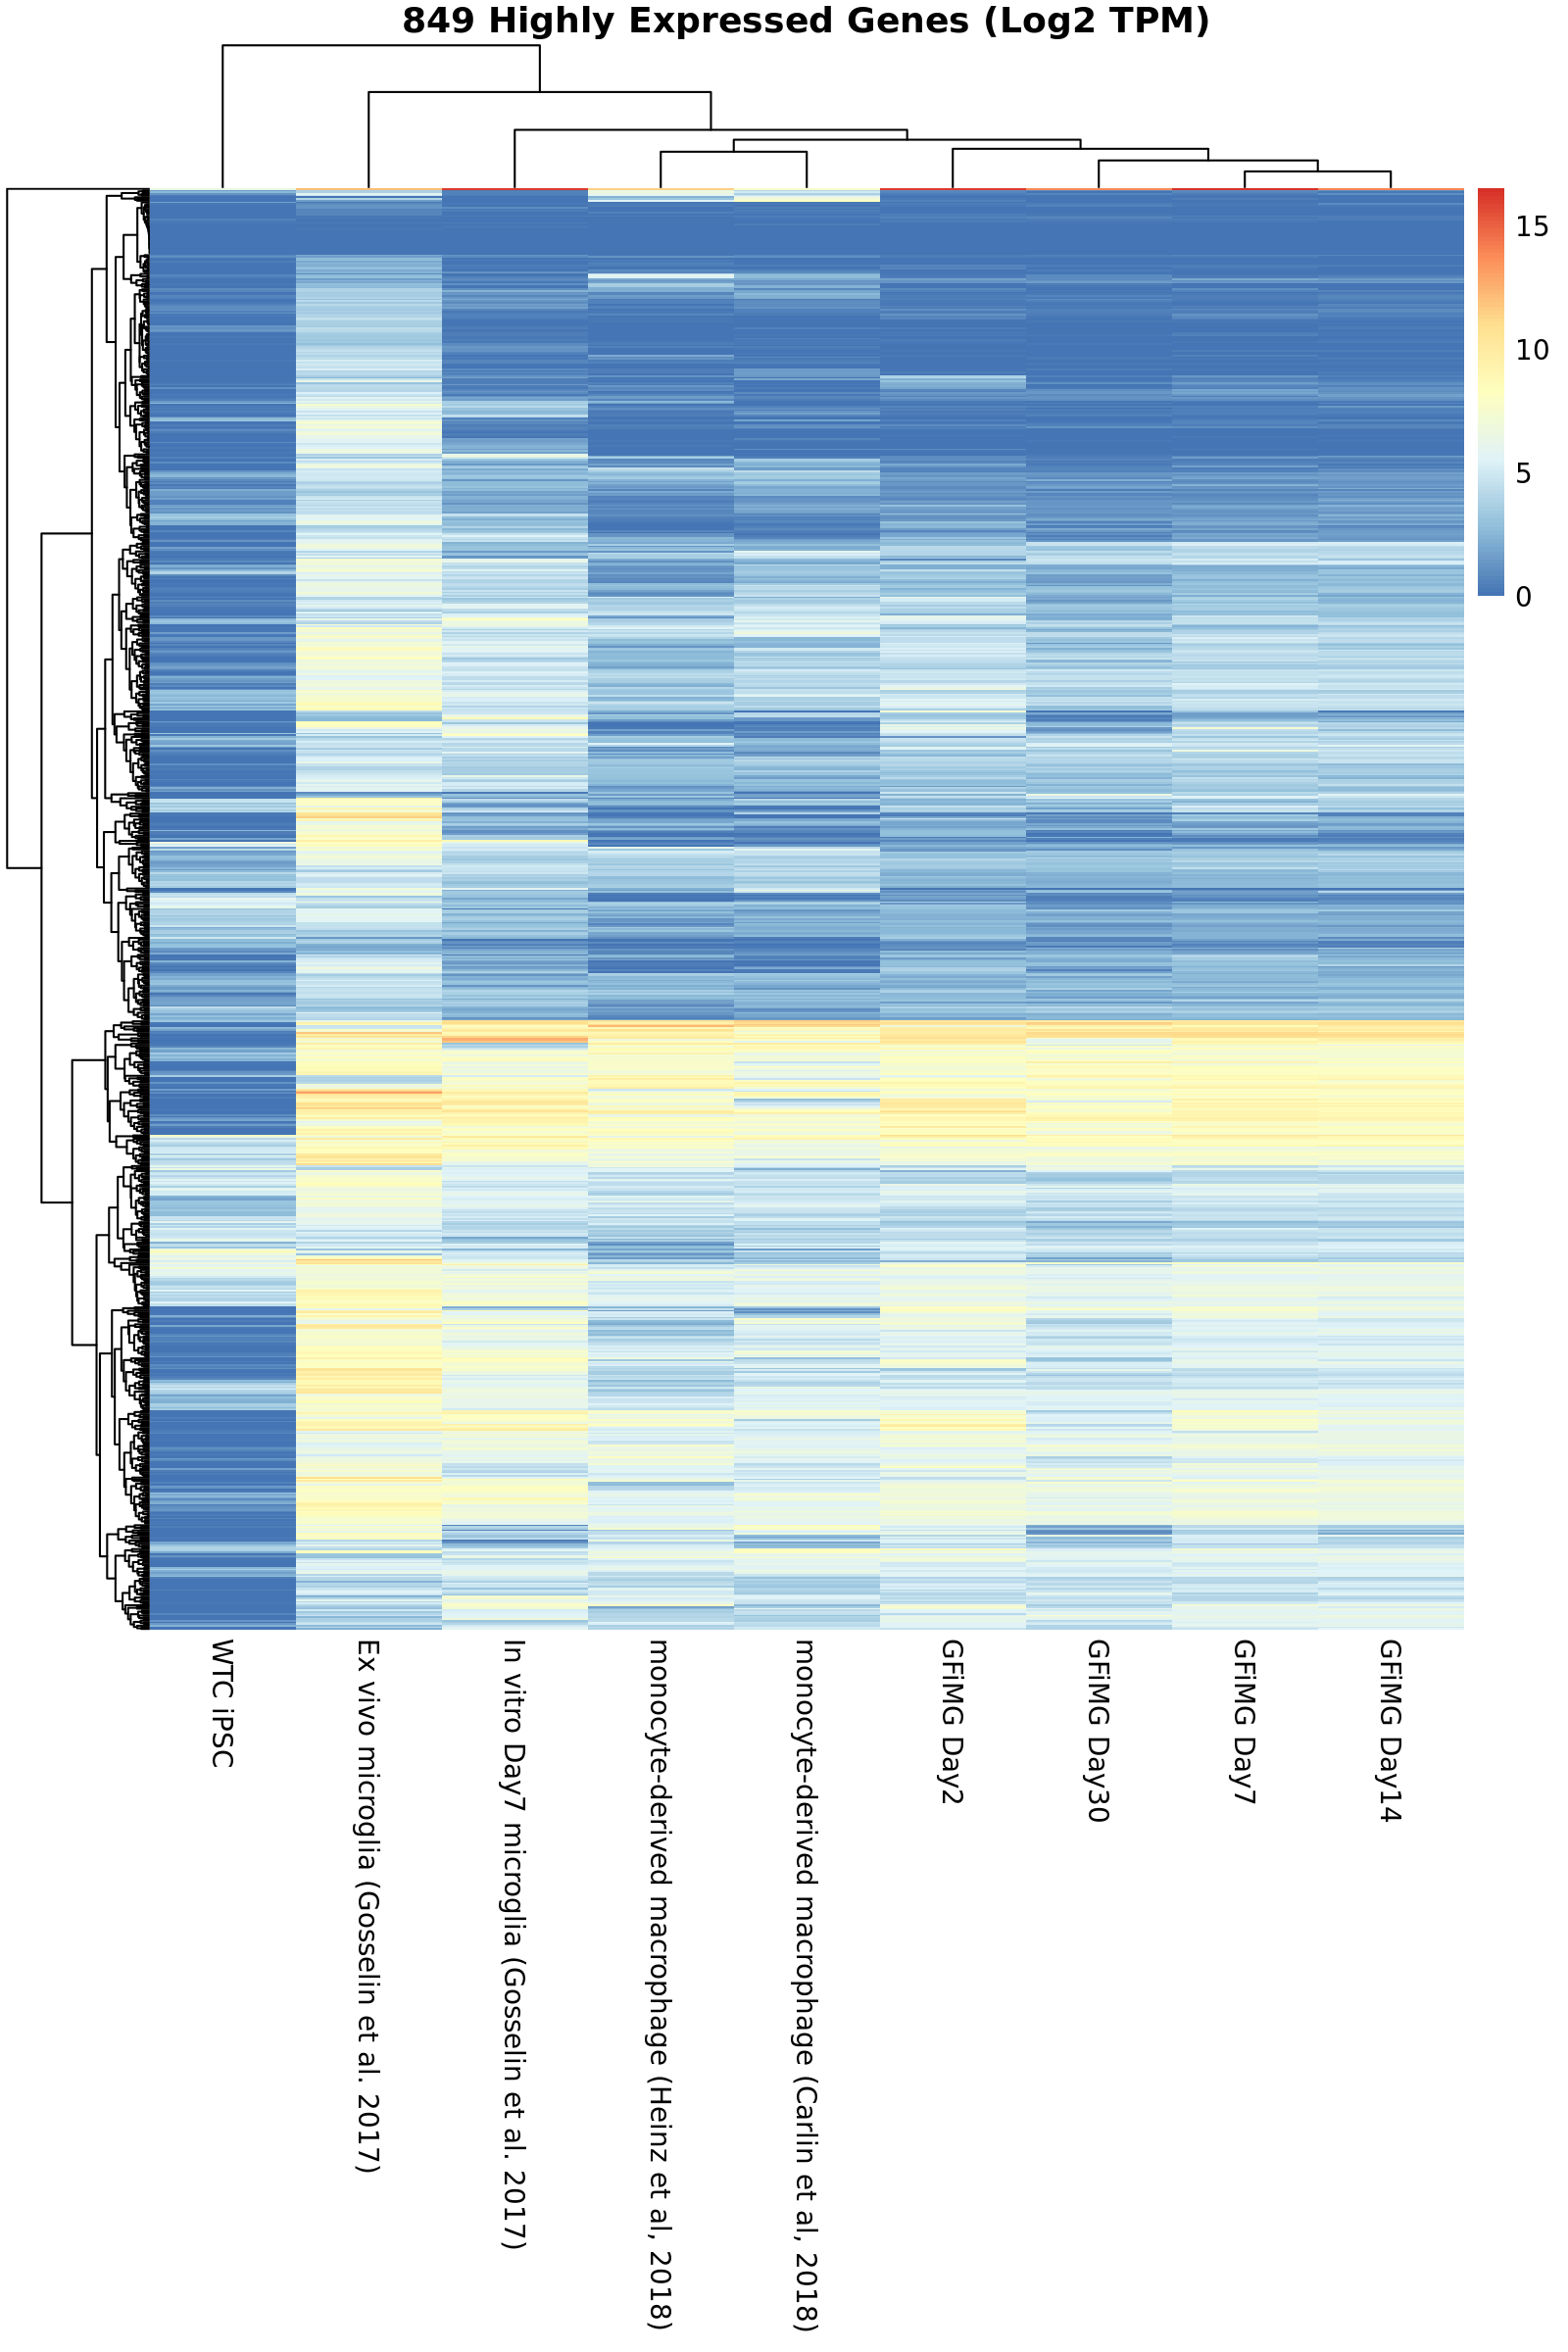 849 Highly Expressed Genes (Log2 TPM)
15
10
5
0
WTC iPSC
Ex vivo microglia (Gosselin et al. 2017)
In vitro Day7 microglia (Gosselin et al. 2017)
monocyte-derived macrophage (Heinz et al, 2018)
monocyte-derived macrophage (Carlin et al, 2018)
GFiMG Day2
GFiMG Day30
GFiMG Day7
GFiMG Day14